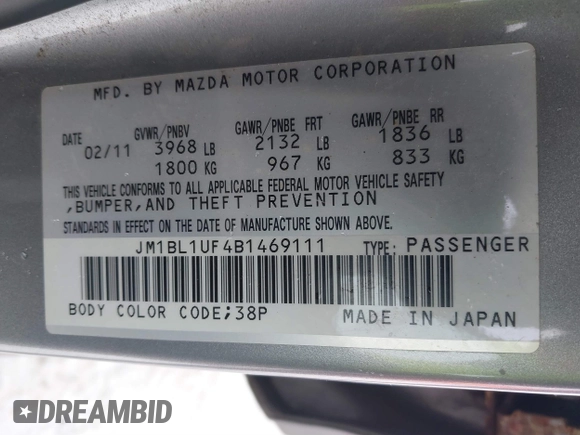 MFD. BY MAZDA MOTOR CORPORATION
DATE GVWR/PNBV GAWR/PNBE FRT GAWR/PNBE RR
02/11 3968 LB 2132 LB 1836 LB
1800 KG 967 KG 833 KG
THIS VEHICLE CONFORMS TO ALL APPLICABLE FEDERAL MOTOR VEHICLE SAFETY
,BUMPER,AND THEFT PREVENTION
STANDARDS IN EFFECT ON THE DATE OF MANUFACTURE SHOWN ABOVE.
JM1BL1UF4B1469111 TYPE: PASSENGER
BODY COLOR CODE;38P MADE IN JAPAN
DREAMBID